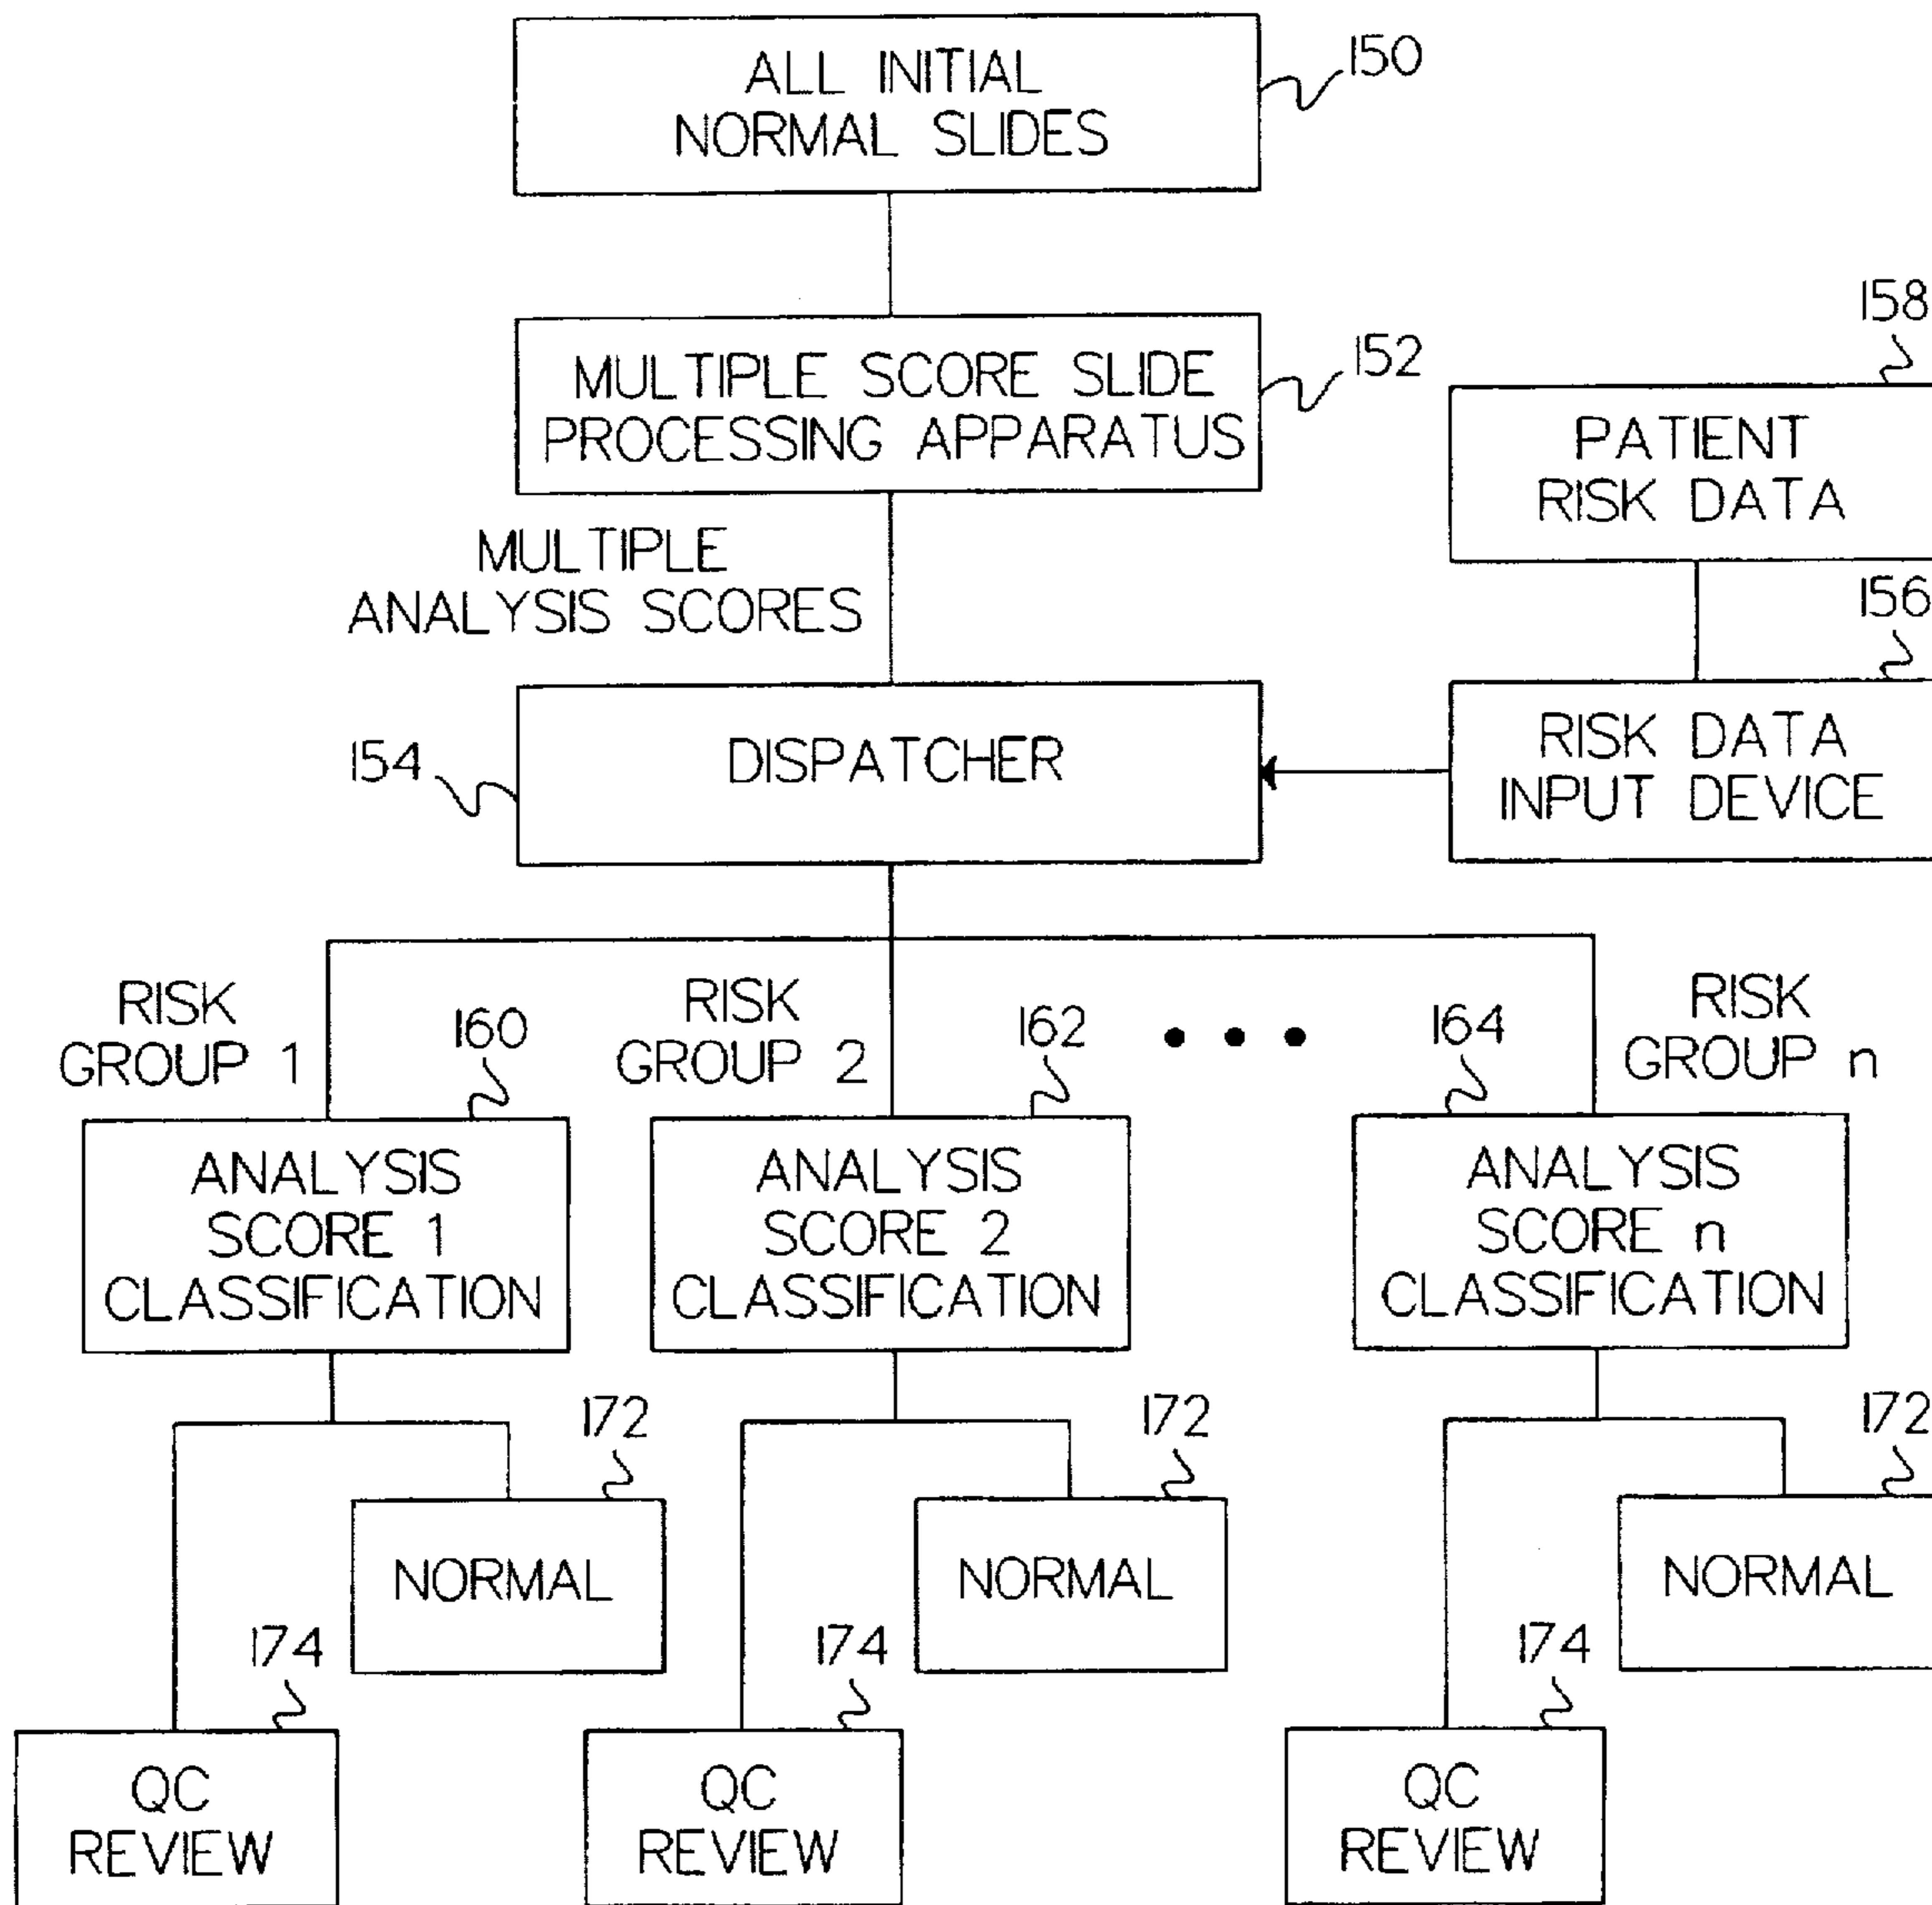 ALL INITIAL
NORMAL SLIDES
150
MULTIPLE SCORE SLIDE
PROCESSING APPARATUS
152
158
PATIENT
RISK DATA
MULTIPLE
ANALYSIS SCORES
156
154
DISPATCHER
RISK DATA
INPUT DEVICE
RISK
GROUP 1
160
RISK
GROUP 2
162
• • •
164
RISK
GROUP n
ANALYSIS
SCORE 1
CLASSIFICATION
ANALYSIS
SCORE 2
CLASSIFICATION
ANALYSIS
SCORE n
CLASSIFICATION
172
172
172
NORMAL
NORMAL
NORMAL
174
174
174
QC
REVIEW
QC
REVIEW
QC
REVIEW